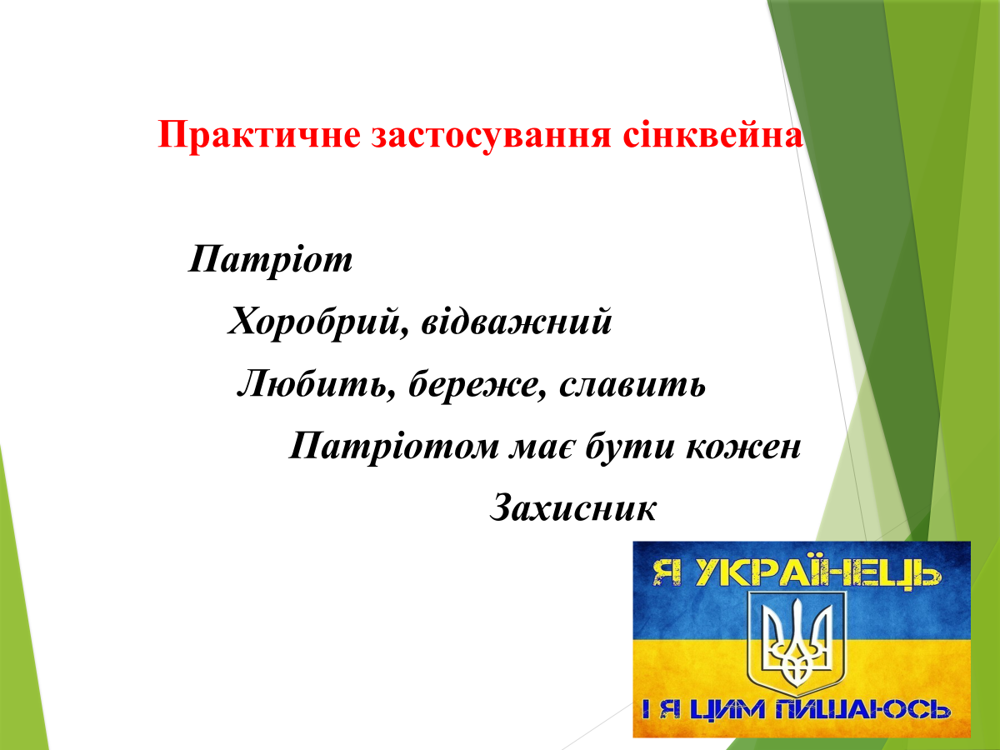 Практичне застосування сінквейна
Патріот
Хоробрий, відважний
Любить, береже, славить
Патріотом має бути кожен
Захисник
Я УКРАЇНЕЦЬ
І Я ЦИМ ПИШАЮСЬ